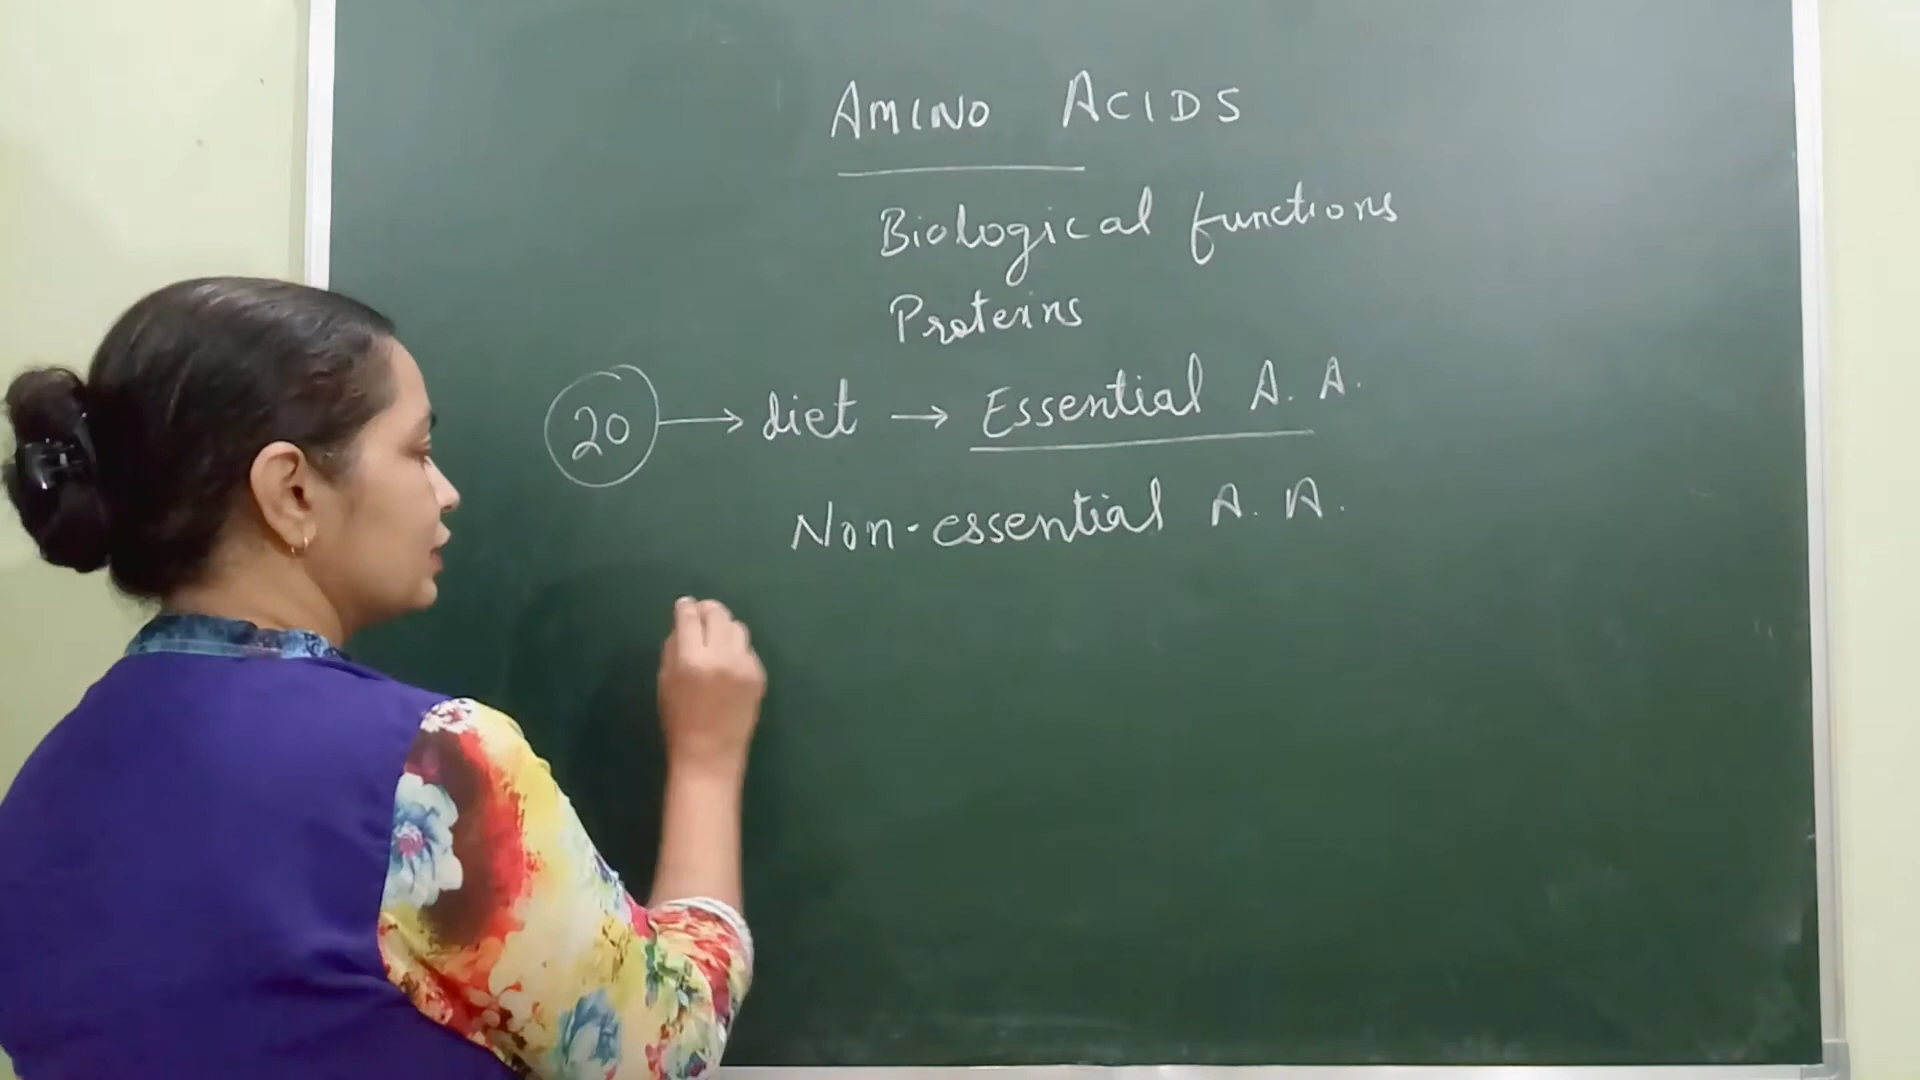 AMINO ACIDS
Biological functions
Proteins
20 → diet → Essential A. A.
Non-essential A. A.